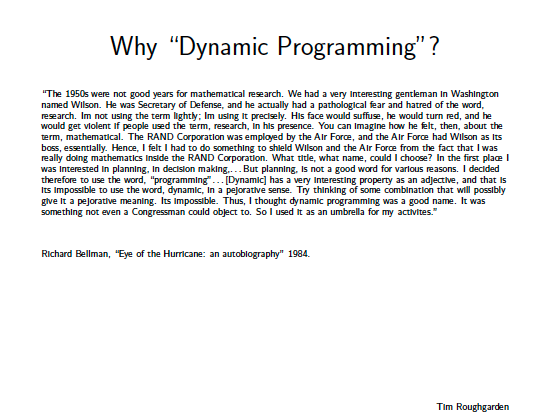 Why “Dynamic Programming”?
“The 1950s were not good years for mathematical research. We had a very interesting gentleman in Washington
named Wilson. He was Secretary of Defense, and he actually had a pathological fear and hatred of the word,
research. Im not using the term lightly; Im using it precisely. His face would suffuse, he would turn red, and he
would get violent if people used the term, research, in his presence. You can imagine how he felt, then, about the
term, mathematical. The RAND Corporation was employed by the Air Force, and the Air Force had Wilson as its
boss, essentially. Hence, I felt I had to do something to shield Wilson and the Air Force from the fact that I was
really doing mathematics inside the RAND Corporation. What title, what name, could I choose? In the first place I
was interested in planning, in decision making,... But planning, is not a good word for various reasons. I decided
therefore to use the word, “programming”...[Dynamic] has a very interesting property as an adjective, and that is
its impossible to use the word, dynamic, in a pejorative sense. Try thinking of some combination that will possibly
give it a pejorative meaning. Its impossible. Thus, I thought dynamic programming was a good name. It was
something not even a Congressman could object to. So I used it as an umbrella for my activites.”
Richard Bellman, “Eye of the Hurricane: an autobiography” 1984.
Tim Roughgarden